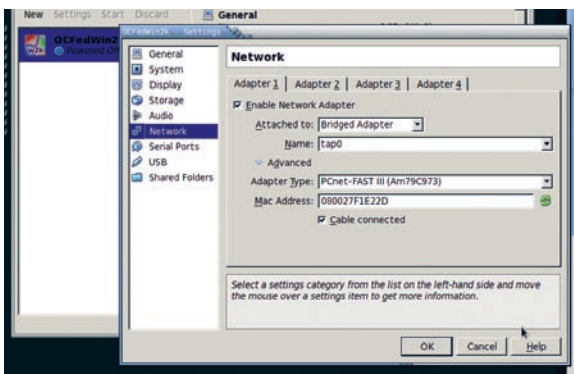 New Settings Start Discard General
OCFedWin2k - Settings
OCFedWin2
Powered Off
General
System
Display
Storage
Audio
Network
Serial Ports
USB
Shared Folders
Network
Adapter 1 Adapter 2 Adapter 3 Adapter 4
Enable Network Adapter
Attached to: Bridged Adapter
Name: tap0
Advanced
Adapter Type: PCnet-FAST III (Am79C973)
Mac Address: 080027F1E22D
Cable connected
Select a settings category from the list on the left-hand side and move
the mouse over a settings item to get more information.
OK Cancel Help